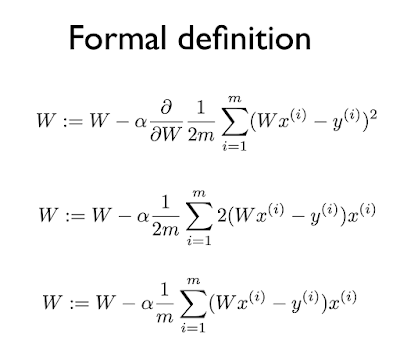 Formal definition
W := W − α ∂/∂W 1/2m ∑_{i=1}^{m} (Wx^{(i)} − y^{(i)})^2
W := W − α 1/2m ∑_{i=1}^{m} 2(Wx^{(i)} − y^{(i)})x^{(i)}
W := W − α 1/m ∑_{i=1}^{m} (Wx^{(i)} − y^{(i)})x^{(i)}